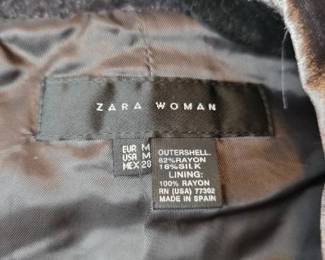 ZARA WOMAN
EUR M
USA M
MEX 28
OUTERSHELL.
82%RAYON
18%SILK
LINING:
100% RAYON
RN (USA) 77302
MADE IN SPAIN